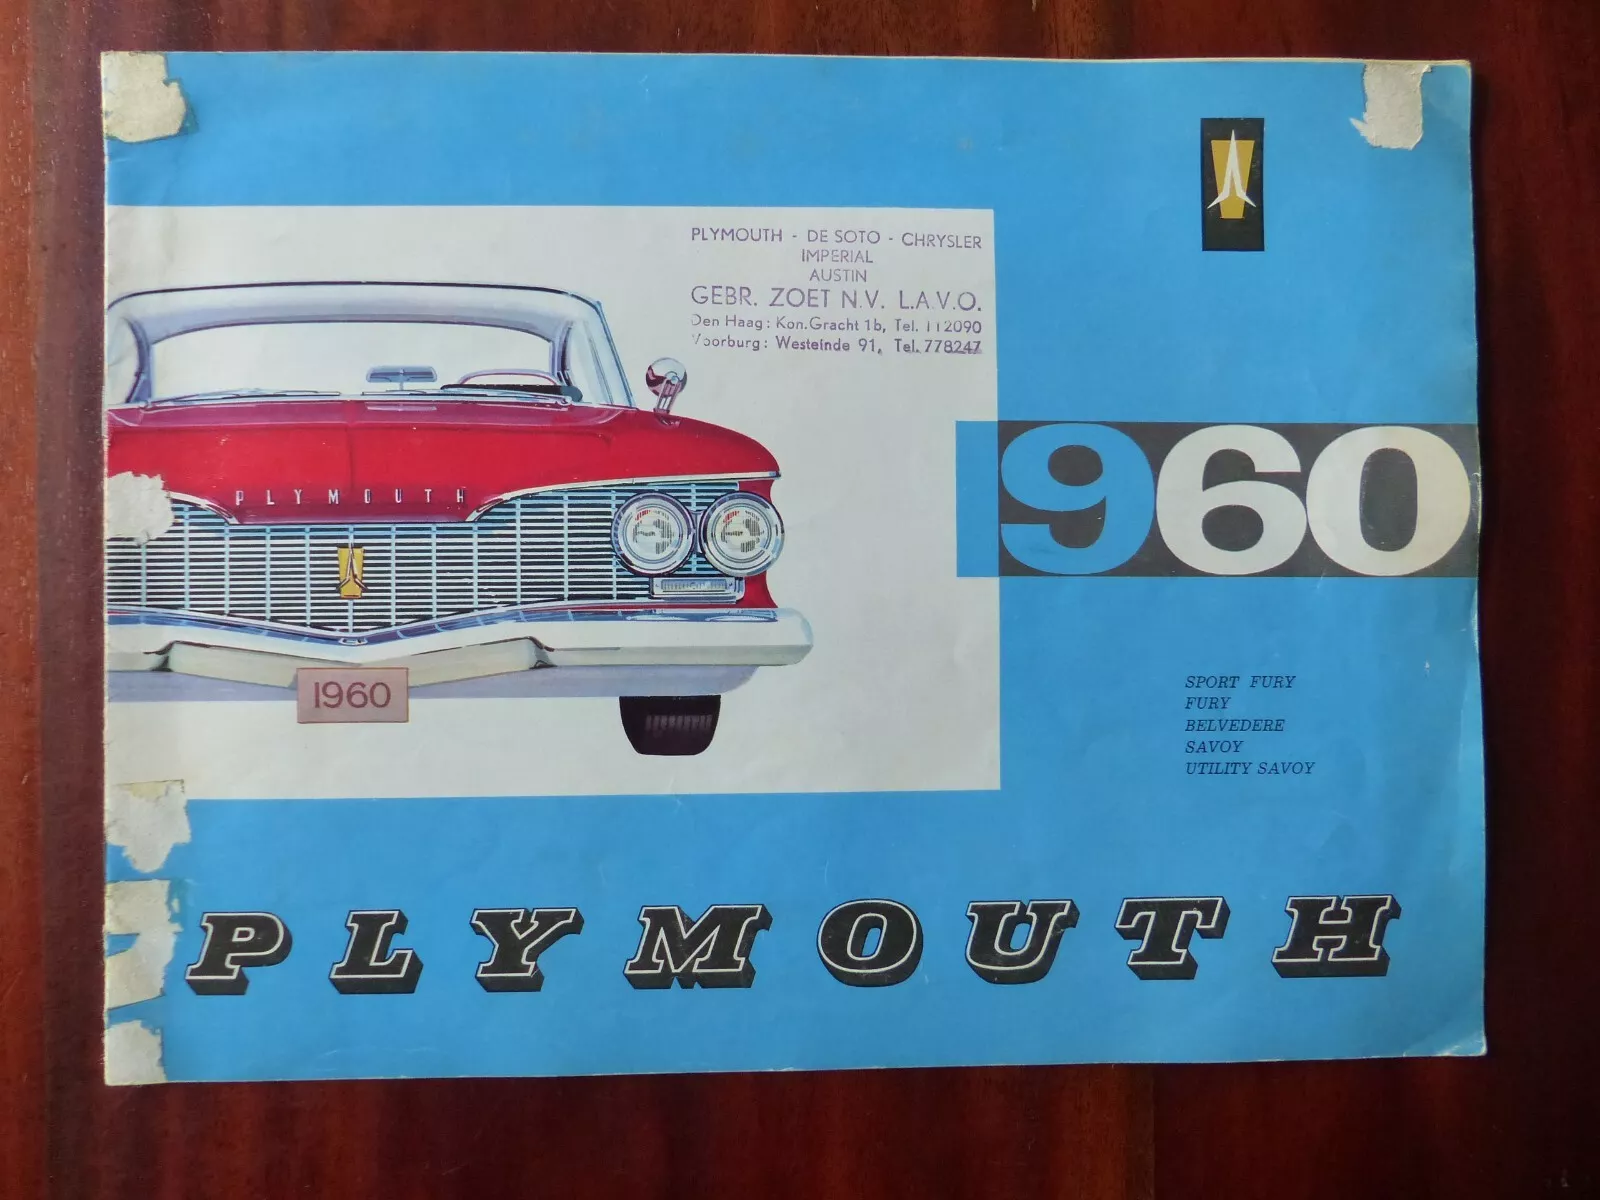 PLYMOUTH - DE SOTO - CHRYSLER
IMPERIAL
AUSTIN
GEBR. ZOET N.V. L.A.V.O.
Den Haag: Kon. Gracht 1b, Tel. 112090
Voorburg: Westeinde 91, Tel. 778247
1960
PLYMOUTH
1960
SPORT FURY
FURY
BELVEDERE
SAVOY
UTILITY SAVOY
PLYMOUTH